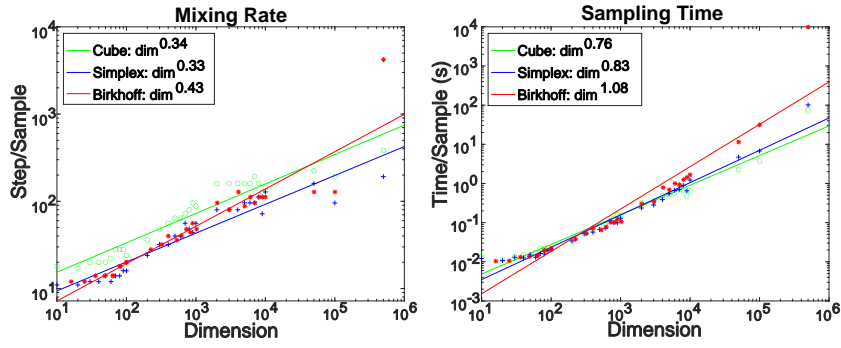 Mixing Rate
10^4
10^3
10^2
10^1
Step/Sample
Cube: dim^0.34
Simplex: dim^0.33
Birkhoff: dim^0.43
10^1 10^2 10^3 10^4 10^5 10^6
Dimension
Sampling Time
10^4
10^3
10^2
10^1
10^0
10^-1
10^-2
10^-3
Time/Sample (s)
Cube: dim^0.76
Simplex: dim^0.83
Birkhoff: dim^1.08
10^1 10^2 10^3 10^4 10^5 10^6
Dimension